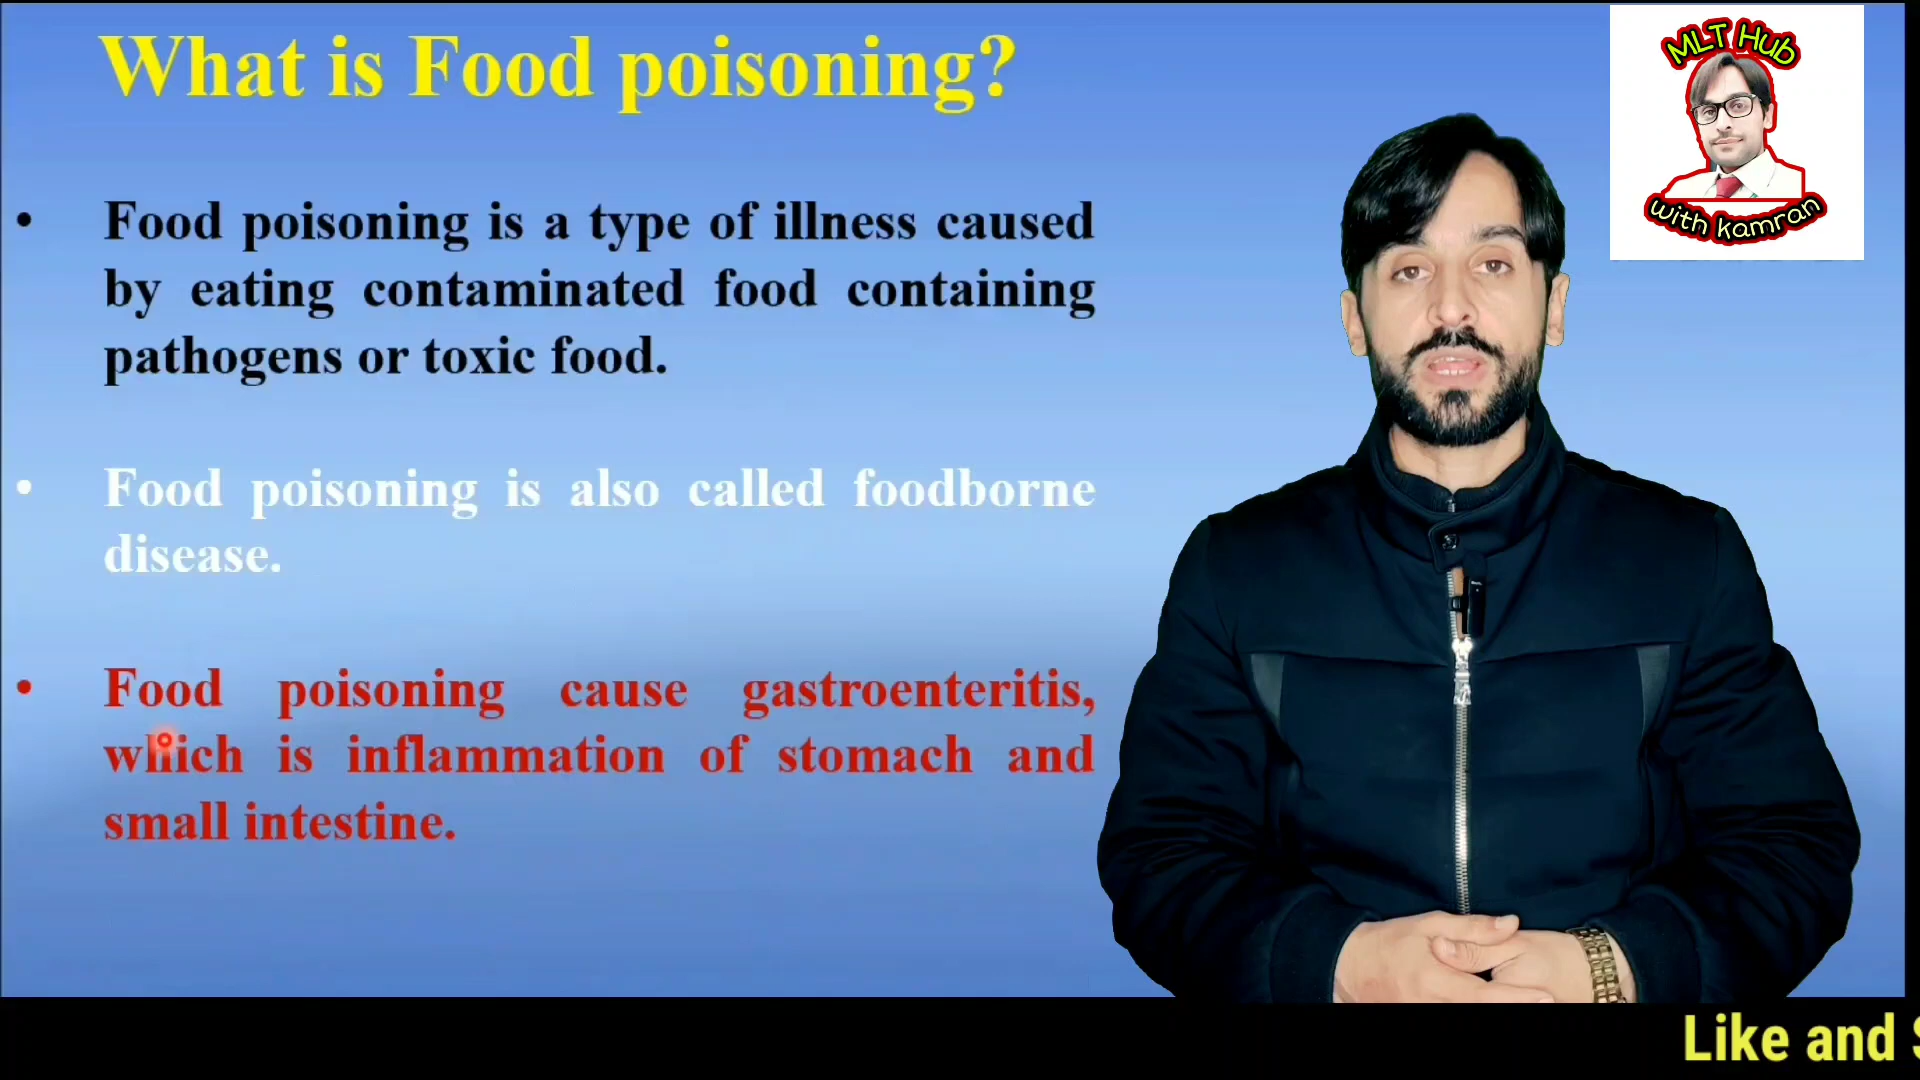 What is Food poisoning?
MLT Hub
with kamran
• Food poisoning is a type of illness caused
by eating contaminated food containing
pathogens or toxic food.
• Food poisoning is also called foodborne
disease.
• Food poisoning cause gastroenteritis,
which is inflammation of stomach and
small intestine.
Like and